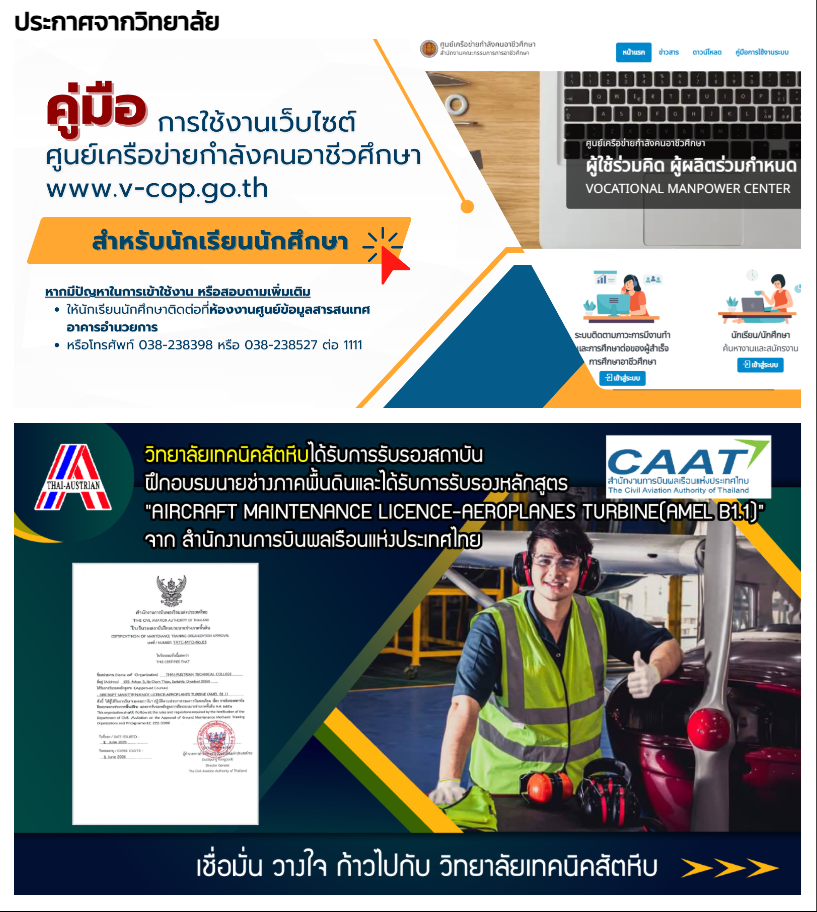 ประกาศจากวิทยาลัย
ศูนย์เครือข่ายกำลังคนอาชีวศึกษา
สำนักงานคณะกรรมการการอาชีวศึกษา
หน้าแรก ข่าวสาร ดาวน์โหลด คู่มือการใช้งานระบบ
คู่มือ การใช้งานเว็บไซต์
ศูนย์เครือข่ายกำลังคนอาชีวศึกษา
www.v-cop.go.th
สำหรับนักเรียนนักศึกษา
ศูนย์เครือข่ายกำลังคนอาชีวศึกษา
ผู้ใช้ร่วมคิด ผู้ผลิตร่วมกำหนด
VOCATIONAL MANPOWER CENTER
หากมีปัญหาในการเข้าใช้งาน หรือสอบถามเพิ่มเติม
ให้นักเรียนนักศึกษาติดต่อที่ห้องงานศูนย์ข้อมูลสารสนเทศ
อาคารอำนวยการ
หรือโทรศัพท์ 038-238398 หรือ 038-238527 ต่อ 1111
ระบบติดตามภาวะการมีงานทำ
และการศึกษาต่อของผู้สำเร็จ
การศึกษาอาชีวศึกษา
เข้าสู่ระบบ
นักเรียน/นักศึกษา
ค้นหางานและสมัครงาน
เข้าสู่ระบบ
THAI-AUSTRIAN
วิทยาลัยเทคนิคสัตหีบได้รับการรับรองสถาบัน
ฝึกอบรมนายช่างภาคพื้นดินและได้รับการรับรองหลักสูตร
"AIRCRAFT MAINTENANCE LICENCE-AEROPLANES TURBINE(AMEL B1.1)"
จาก สำนักงานการบินพลเรือนแห่งประเทศไทย
CAAT
สำนักงานการบินพลเรือนแห่งประเทศไทย
The Civil Aviation Authority of Thailand
สำนักงานการบินพลเรือนแห่งประเทศไทย
THE CIVIL AVIATION AUTHORITY OF THAILAND
THIS CERTIFIES THAT
THAI-AUSTRIAN TECHNICAL COLLEGE
AIRCRAFT MAINTENANCE LICENCE-AEROPLANES TURBINE (AMEL B1.1)
Director General
The Civil Aviation Authority of Thailand
เชื่อมั่น วางใจ ก้าวไปกับ วิทยาลัยเทคนิคสัตหีบ